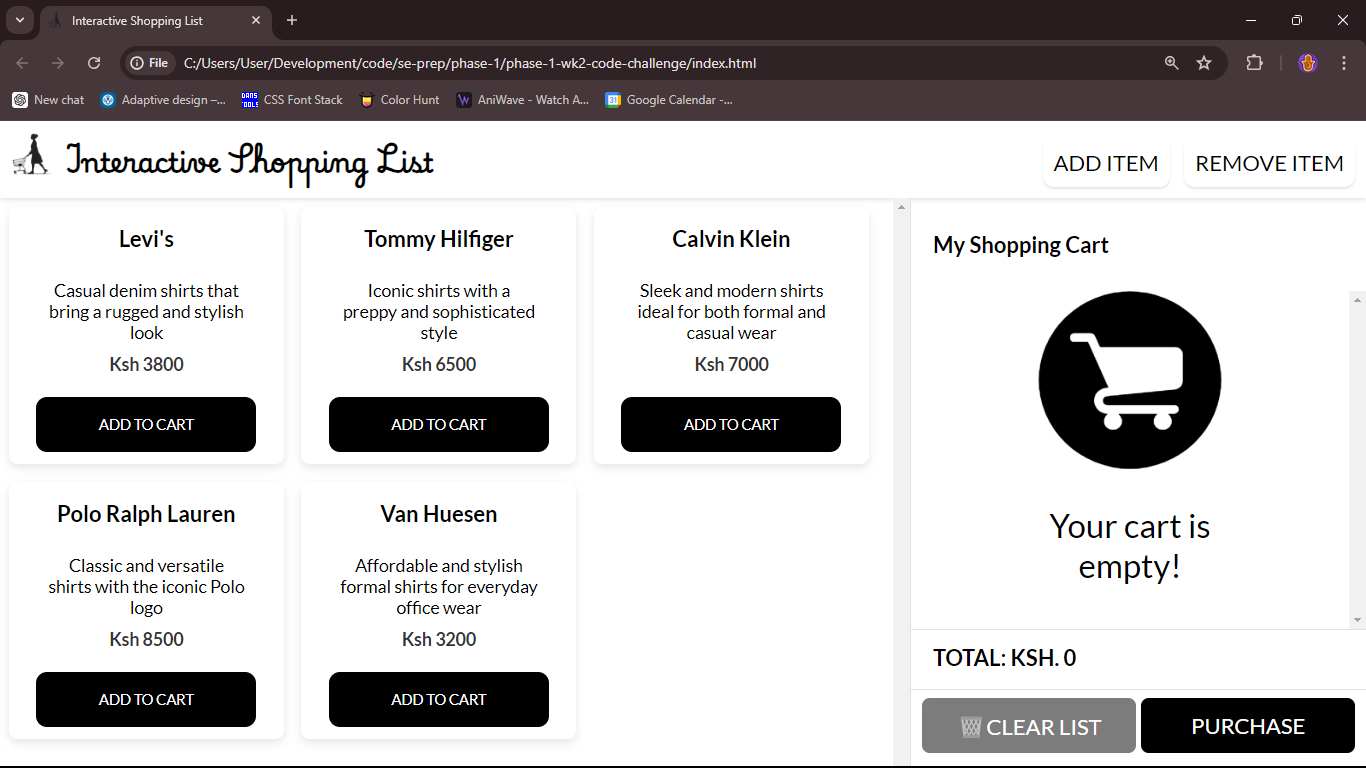 Interactive Shopping List
File
C:/Users/User/Development/code/se-prep/phase-1/phase-1-wk2-code-challenge/index.html
New chat
Adaptive design –...
DANS TOOLS
CSS Font Stack
Color Hunt
AniWave - Watch A...
31
Google Calendar -...
Interactive Shopping List
ADD ITEM
REMOVE ITEM
Levi's
Casual denim shirts that
bring a rugged and stylish
look
Ksh 3800
ADD TO CART
Tommy Hilfiger
Iconic shirts with a
preppy and sophisticated
style
Ksh 6500
ADD TO CART
Calvin Klein
Sleek and modern shirts
ideal for both formal and
casual wear
Ksh 7000
ADD TO CART
Polo Ralph Lauren
Classic and versatile
shirts with the iconic Polo
logo
Ksh 8500
ADD TO CART
Van Huesen
Affordable and stylish
formal shirts for everyday
office wear
Ksh 3200
ADD TO CART
My Shopping Cart
Your cart is
empty!
TOTAL: KSH. 0
CLEAR LIST
PURCHASE